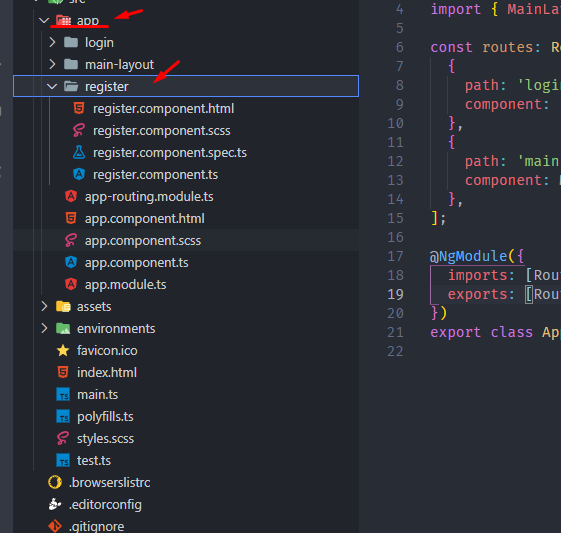 src
app
login
main-layout
register
register.component.html
register.component.scss
register.component.spec.ts
register.component.ts
app-routing.module.ts
app.component.html
app.component.scss
app.component.ts
app.module.ts
assets
environments
favicon.ico
index.html
main.ts
polyfills.ts
styles.scss
test.ts
.browserslistrc
.editorconfig
.gitignore
4 import { MainLa
5
6 const routes: Ro
7 {
8 path: 'logi
9 component:
10 },
11 {
12 path: 'main
13 component:
14 },
15 ];
16
17 @NgModule({
18 imports: [Rou
19 exports: [Rou
20 })
21 export class Ap
22